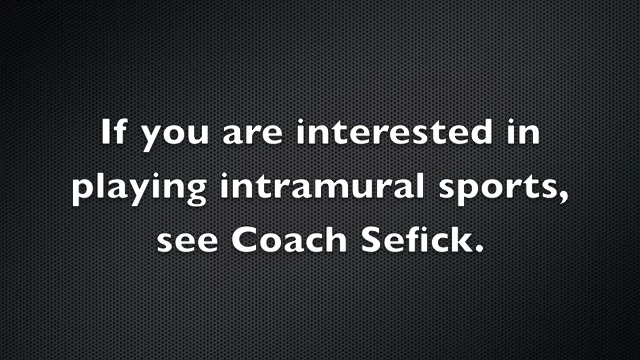 If you are interested in
playing intramural sports,
see Coach Sefick.